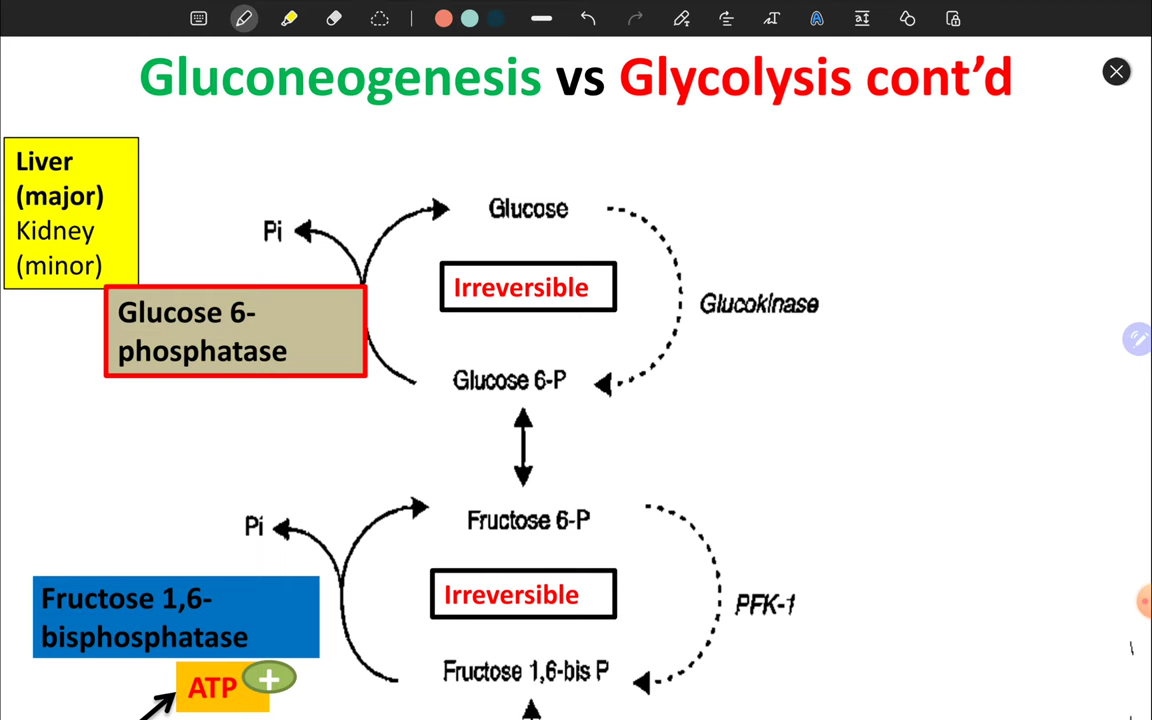 Gluconeogenesis vs Glycolysis cont’d
Liver
(major)
Kidney
(minor)
Pi
Glucose
Irreversible
Glucose 6-
phosphatase
Glucokinase
Glucose 6-P
Pi
Fructose 6-P
Irreversible
Fructose 1,6-
bisphosphatase
PFK-1
Fructose 1,6-bis P
ATP +